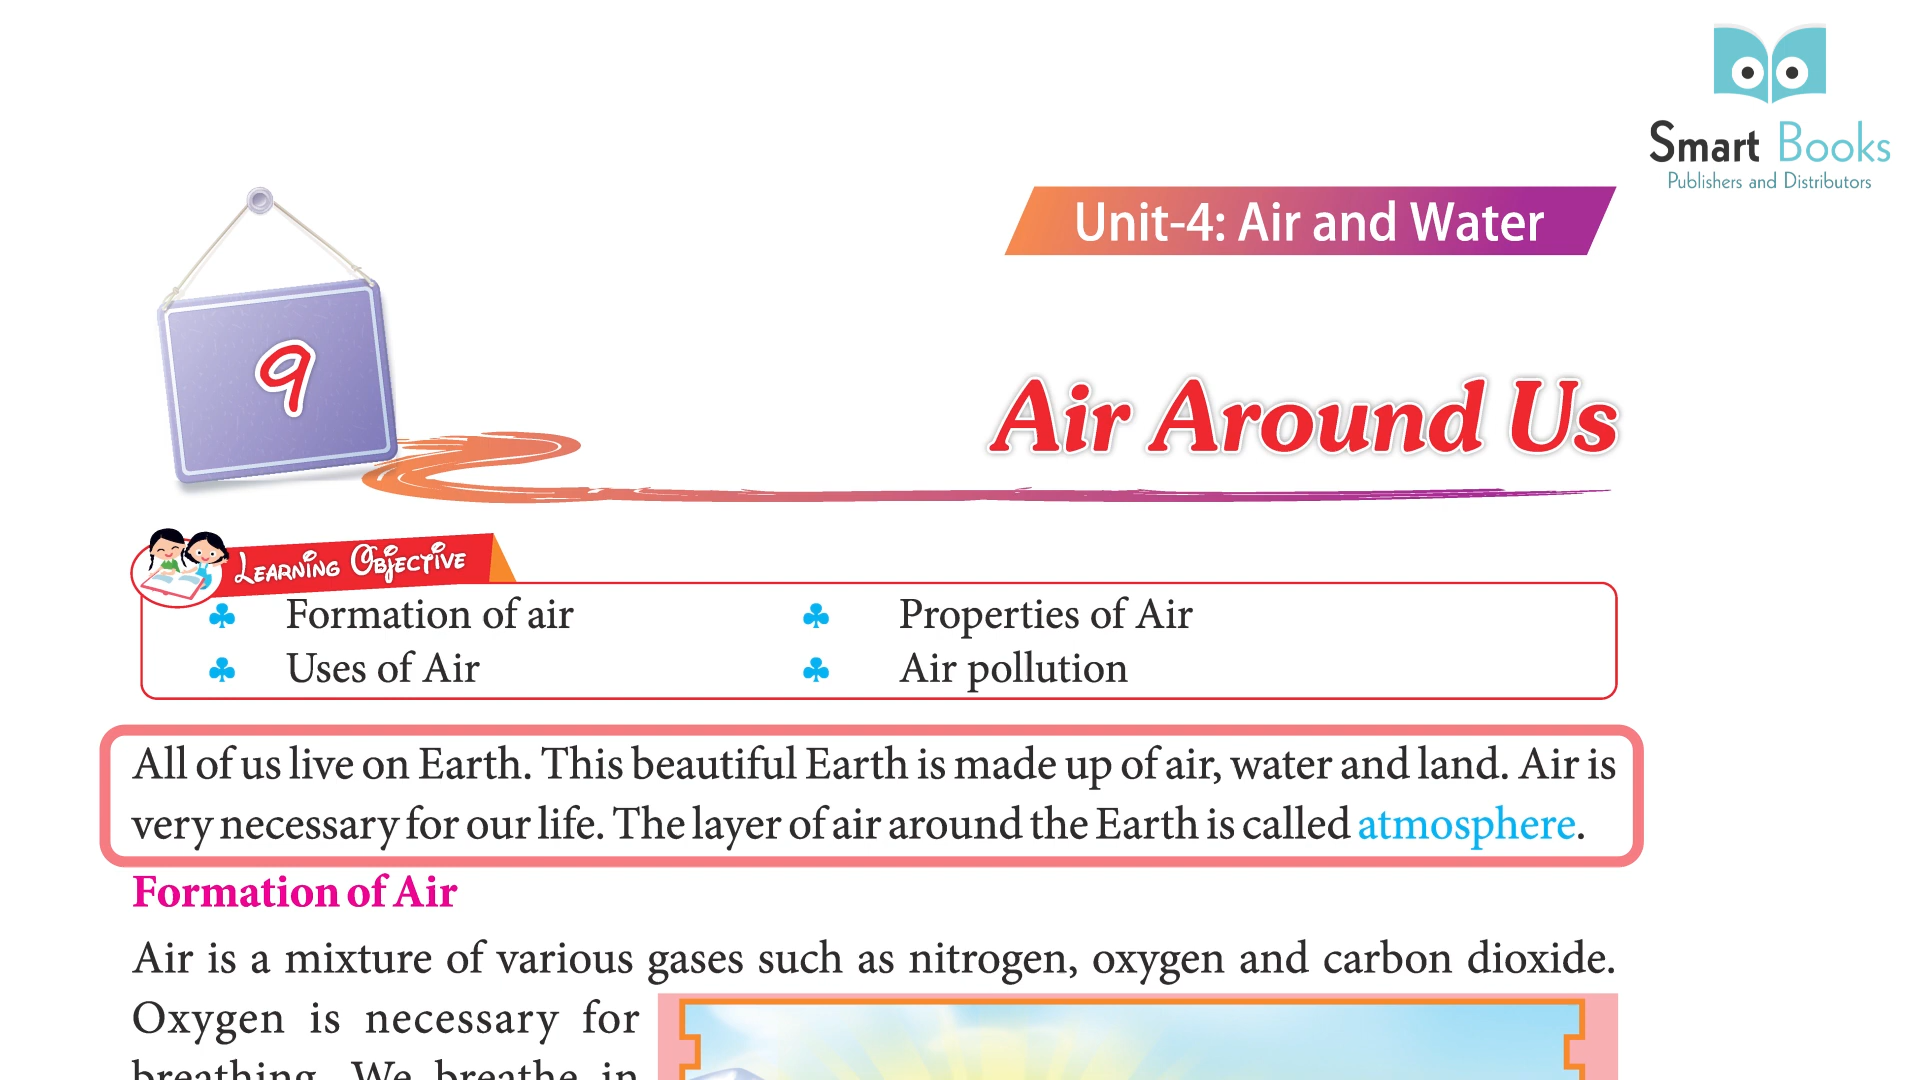 Smart Books
Publishers and Distributors
Unit-4: Air and Water
9
Air Around Us
Learning Objective
♣ Formation of air ♣ Properties of Air
♣ Uses of Air ♣ Air pollution
All of us live on Earth. This beautiful Earth is made up of air, water and land. Air is
very necessary for our life. The layer of air around the Earth is called atmosphere.
Formation of Air
Air is a mixture of various gases such as nitrogen, oxygen and carbon dioxide.
Oxygen is necessary for
breathing. We breathe in